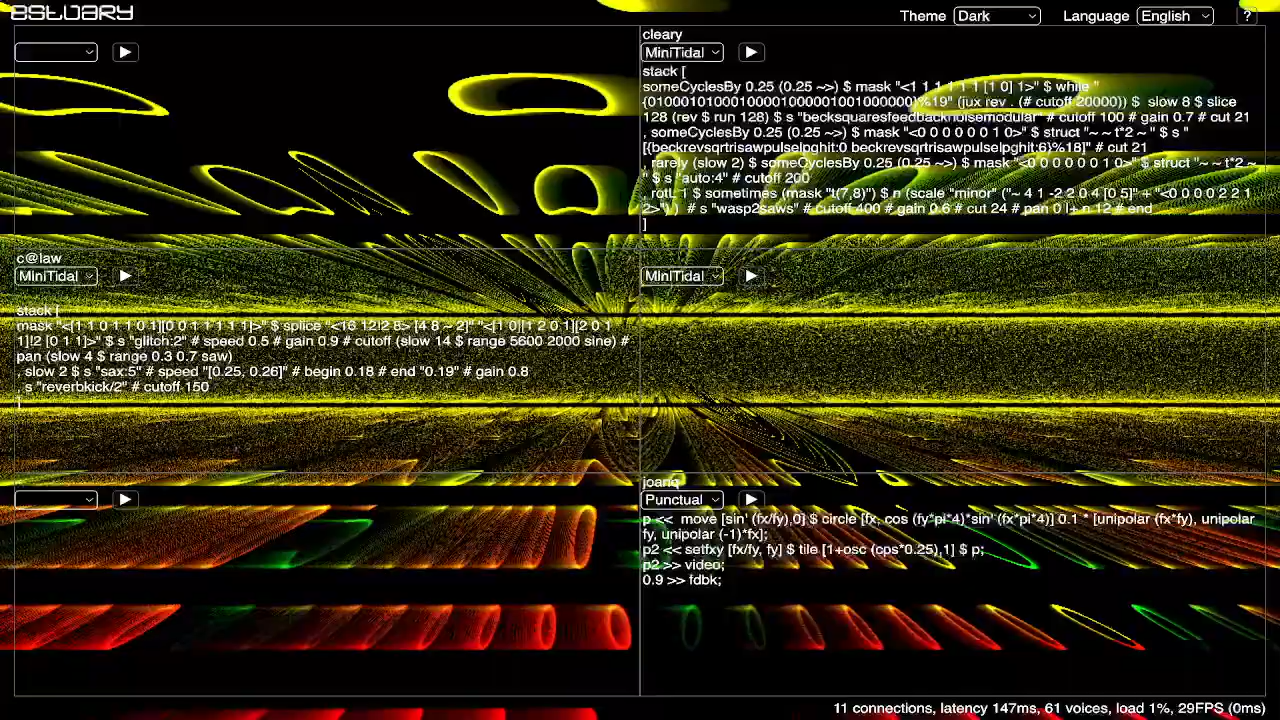 estuary
Theme Dark Language English ?
cleary
MiniTidal
stack [
someCyclesBy 0.25 (0.25 ~>) $ mask "<1 1 1 1 1 1 [1 0] 1>" $ while "
{0100010100010000100000100100000​0}%19" (jux rev . (# cutoff 20000)) $ slow 8 $ slice
128 (rev $ run 128) $ s "becksquaresfeedbacknoisemodular" # cutoff 100 # gain 0.7 # cut 21
, someCyclesBy 0.25 (0.25 ~>) $ mask "<0 0 0 0 0 0 1 0>" $ struct "~ ~ t*2 ~ " $ s "
[{beckrevsqrtrisawpulselpghit:0 beckrevsqrtrisawpulselpghit:6}%18]" # cut 21
, rarely (slow 2) $ someCyclesBy 0.25 (0.25 ~>) $ mask "<0 0 0 0 0 0 1 0>" $ struct "~ ~ t*2 ~
" $ s "auto:4" # cutoff 200
, rotL 1 $ sometimes (mask "t(7,8)") $ n (scale "minor" ("~ 4 1 -2 2 0 4 [0 5]" + "<0 0 0 0 2 2 1
2>") ) # s "wasp2saws" # cutoff 400 # gain 0.6 # cut 24 # pan 0 |+ n 12 # end
]
c@law
MiniTidal
stack [
mask "<[1 1 0 1 1 0 1][0 0 1 1 1 1 1 1]>" $ splice "<16 12!2 8> [4 8 ~ 2]" "<[1 0][1 2 0 1][2 0 1
1]!2 [0 1 1]>" $ s "glitch:2" # speed 0.5 # gain 0.9 # cutoff (slow 14 $ range 5600 2000 sine) #
pan (slow 4 $ range 0.3 0.7 saw)
, slow 2 $ s "sax:5" # speed "[0.25, 0.26]" # begin 0.18 # end "0.19" # gain 0.8
, s "reverbkick/2" # cutoff 150
]
MiniTidal
joanq
Punctual
p << move [sin' (fx/fy),0] $ circle [fx, cos (fy*pi*4)*sin' (fx*pi*4)] 0.1 * [unipolar (fx*fy), unipolar
fy, unipolar (-1)*fx];
p2 << setfxy [fx/fy, fy] $ tile [1+osc (cps*0.25),1] $ p;
p2 >> video;
0.9 >> fdbk;
11 connections, latency 147ms, 61 voices, load 1%, 29FPS (0ms)